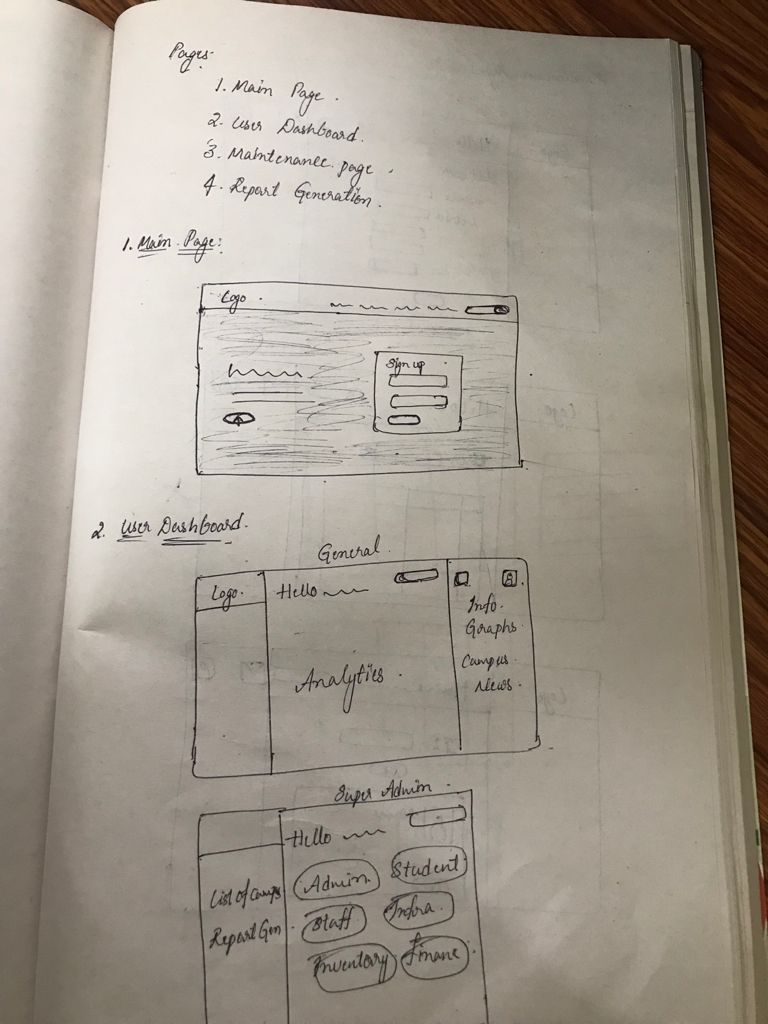 Pages
1. Main Page.
2. User Dashboard.
3. Maintenance page.
4. Report Generation.
1. Main Page:
Logo.
Sign up
2. User Dashboard.
General.
Logo.
Hello
Info.
Graphs.
Campus.
News.
Analytics.
Super Admin.
Hello
Admin.
Student
List of Camps
Staff
Infra.
Report Gen.
Inventory
Finance